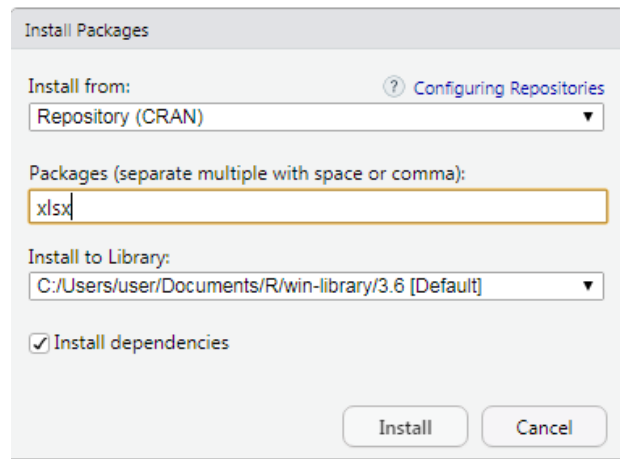 Install Packages
Install from:
? Configuring Repositories
Repository (CRAN)
Packages (separate multiple with space or comma):
xlsx
Install to Library:
C:/Users/user/Documents/R/win-library/3.6 [Default]
Install dependencies
Install
Cancel